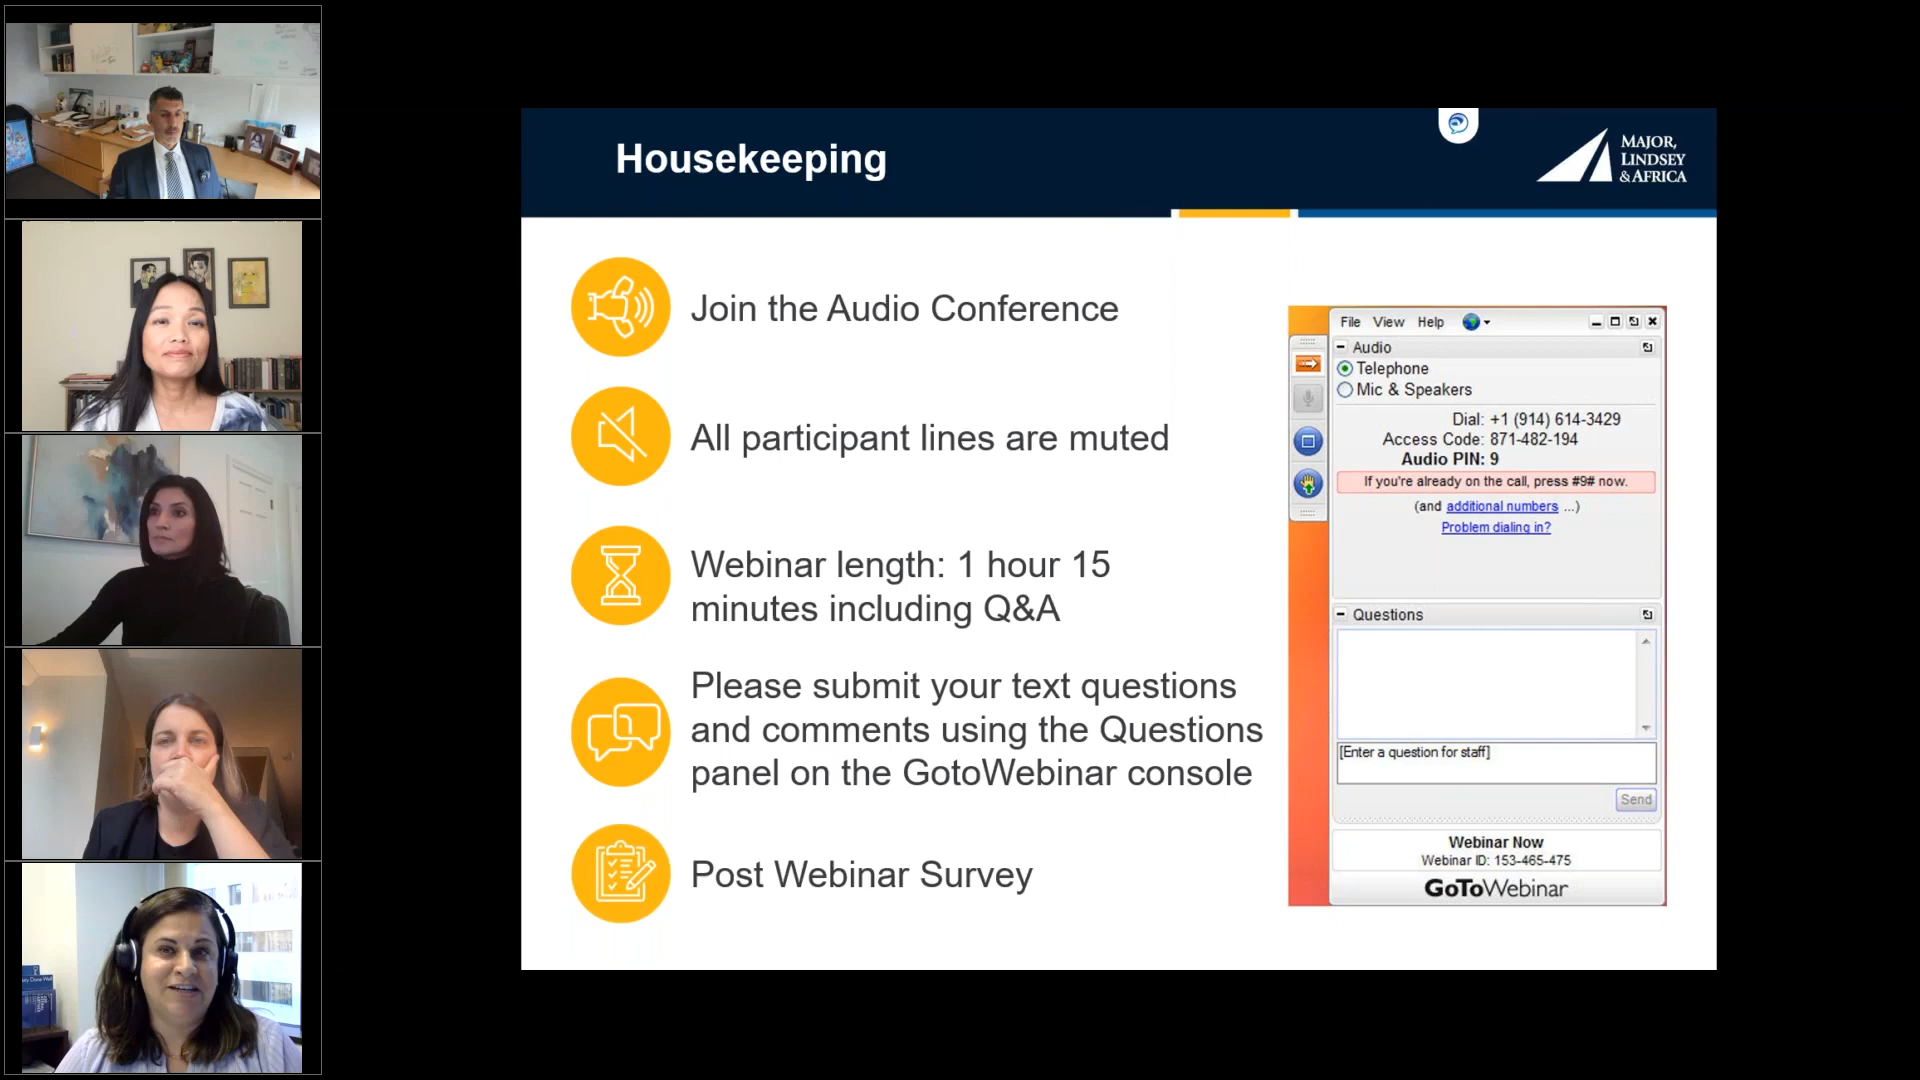 Housekeeping
MAJOR,
LINDSEY
& AFRICA
Join the Audio Conference
All participant lines are muted
Webinar length: 1 hour 15
minutes including Q&A
Please submit your text questions
and comments using the Questions
panel on the GotoWebinar console
Post Webinar Survey
File View Help
Audio
Telephone
Mic & Speakers
Dial: +1 (914) 614-3429
Access Code: 871-482-194
Audio PIN: 9
If you're already on the call, press #9# now.
(and additional numbers ...)
Problem dialing in?
Questions
[Enter a question for staff]
Send
Webinar Now
Webinar ID: 153-465-475
GoToWebinar